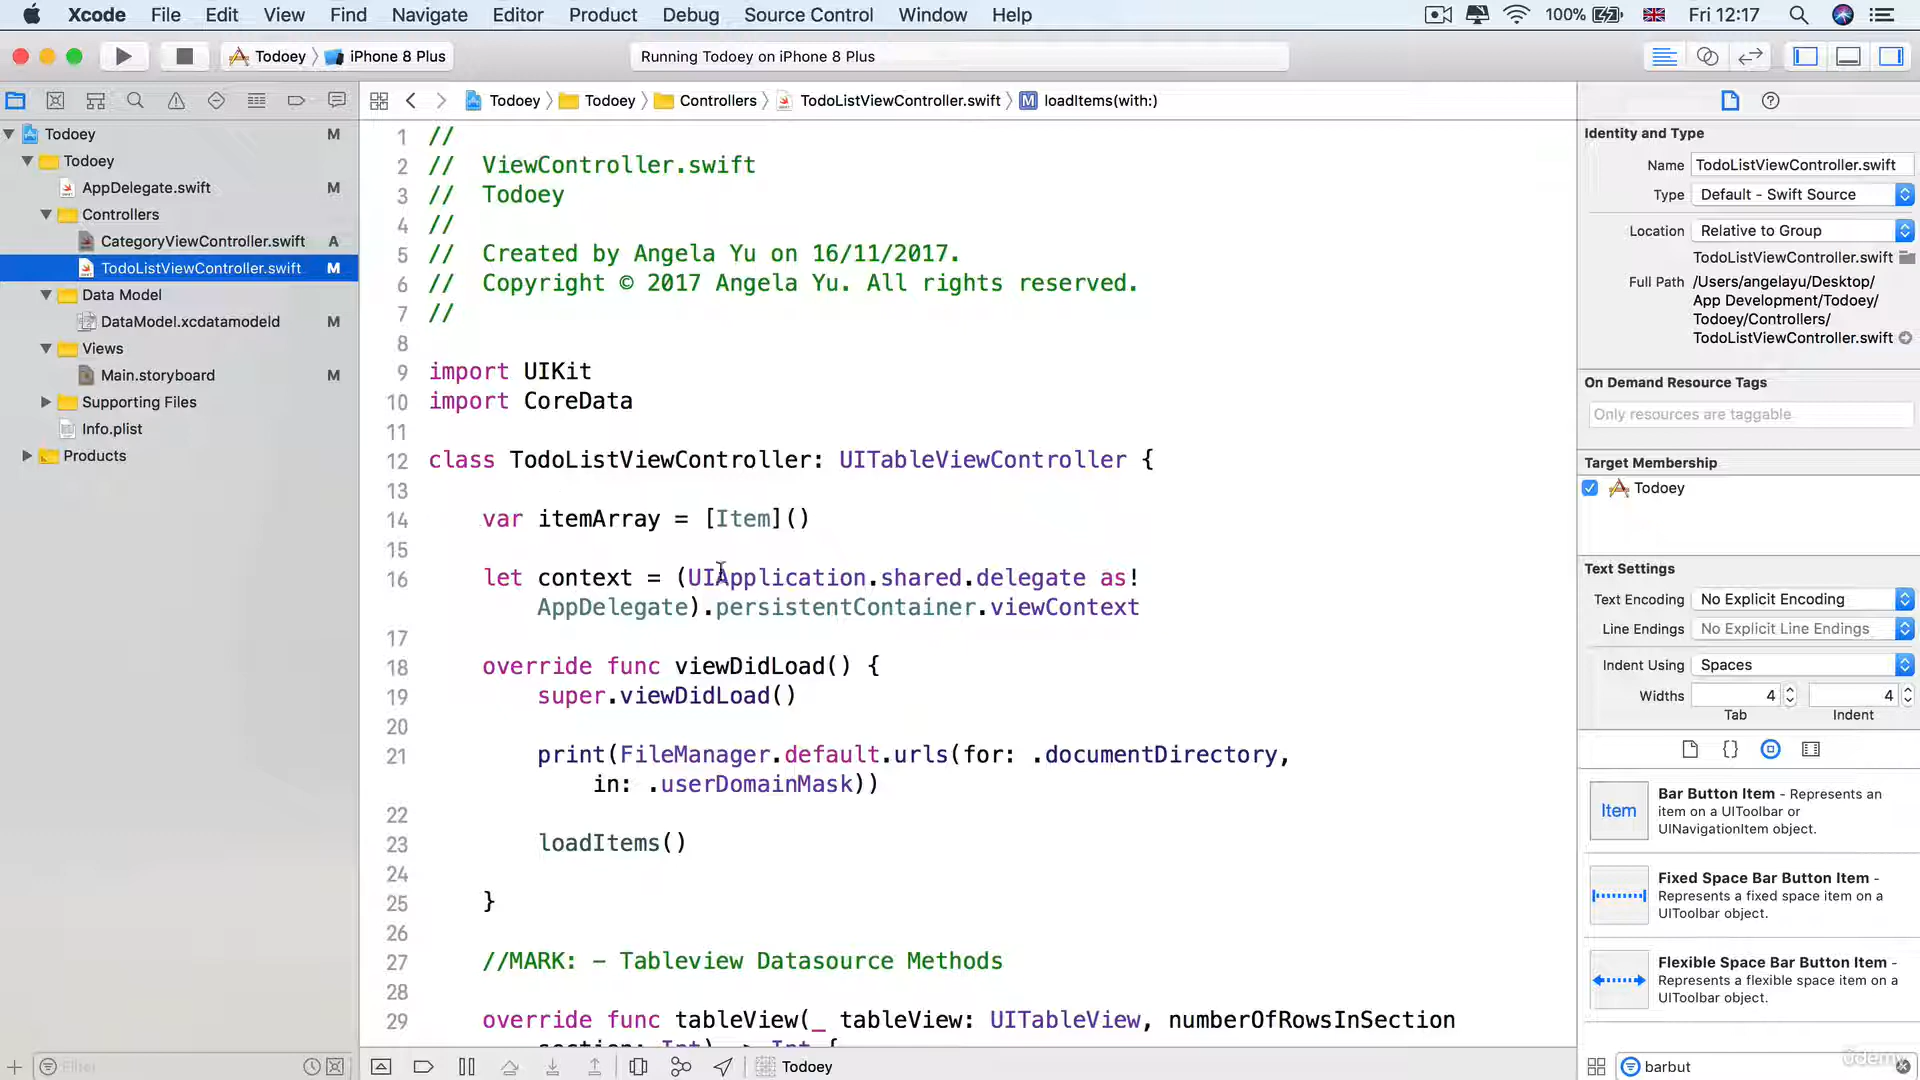 Xcode File Edit View Find Navigate Editor Product Debug Source Control Window Help 100% Fri 12:17
Todoey iPhone 8 Plus Running Todoey on iPhone 8 Plus
Todoey Todoey Controllers TodoListViewController.swift M loadItems(with:)
Todoey M
Todoey
AppDelegate.swift M
Controllers
CategoryViewController.swift A
TodoListViewController.swift M
Data Model
DataModel.xcdatamodeld M
Views
Main.storyboard M
Supporting Files
Info.plist
Products
Filter
1 //
2 // ViewController.swift
3 // Todoey
4 //
5 // Created by Angela Yu on 16/11/2017.
6 // Copyright © 2017 Angela Yu. All rights reserved.
7 //
8
9 import UIKit
10 import CoreData
11
12 class TodoListViewController: UITableViewController {
13
14 var itemArray = [Item]()
15
16 let context = (UIApplication.shared.delegate as!
AppDelegate).persistentContainer.viewContext
17
18 override func viewDidLoad() {
19 super.viewDidLoad()
20
21 print(FileManager.default.urls(for: .documentDirectory,
in: .userDomainMask))
22
23 loadItems()
24
25 }
26
27 //MARK: - Tableview Datasource Methods
28
29 override func tableView(_ tableView: UITableView, numberOfRowsInSection
section: Int) -> Int {
Todoey
Identity and Type
Name TodoListViewController.swift
Type Default - Swift Source
Location Relative to Group
TodoListViewController.swift
Full Path /Users/angelayu/Desktop/
App Development/Todoey/
Todoey/Controllers/
TodoListViewController.swift
On Demand Resource Tags
Only resources are taggable
Target Membership
Todoey
Text Settings
Text Encoding No Explicit Encoding
Line Endings No Explicit Line Endings
Indent Using Spaces
Widths 4 4
Tab Indent
{}
Item
Bar Button Item - Represents an
item on a UIToolbar or
UINavigationItem object.
Fixed Space Bar Button Item -
Represents a fixed space item on a
UIToolbar object.
Flexible Space Bar Button Item -
Represents a flexible space item on a
UIToolbar object.
barbut
udemy